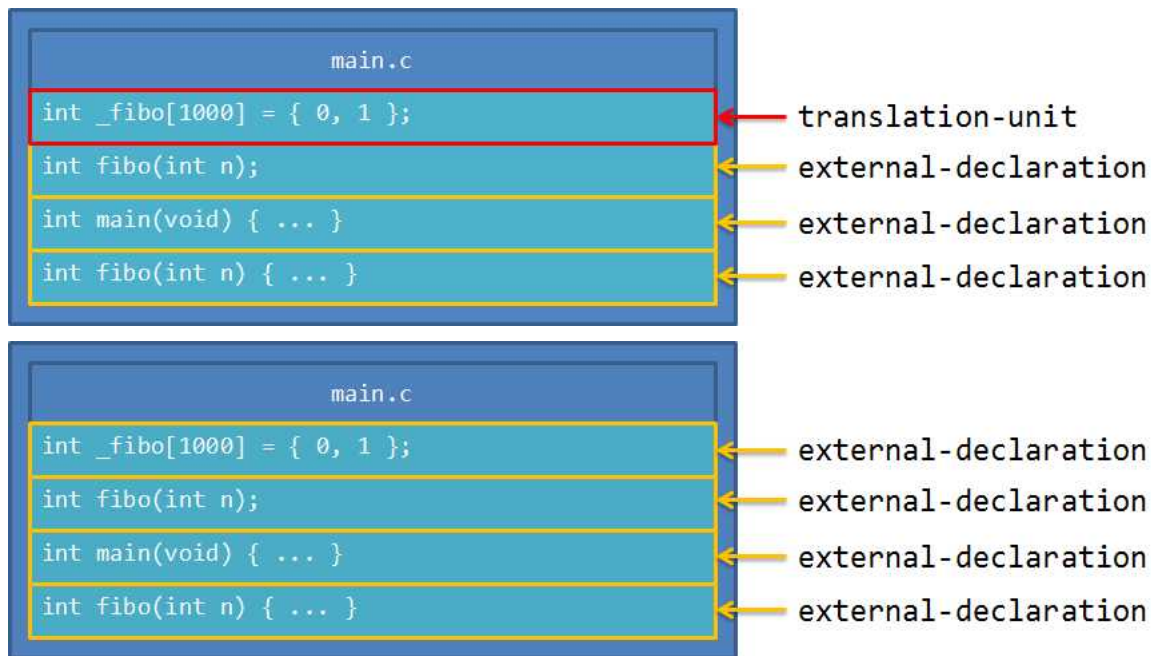 main.c
int _fibo[1000] = { 0, 1 };
translation-unit
int fibo(int n);
external-declaration
int main(void) { ... }
external-declaration
int fibo(int n) { ... }
external-declaration
main.c
int _fibo[1000] = { 0, 1 };
external-declaration
int fibo(int n);
external-declaration
int main(void) { ... }
external-declaration
int fibo(int n) { ... }
external-declaration